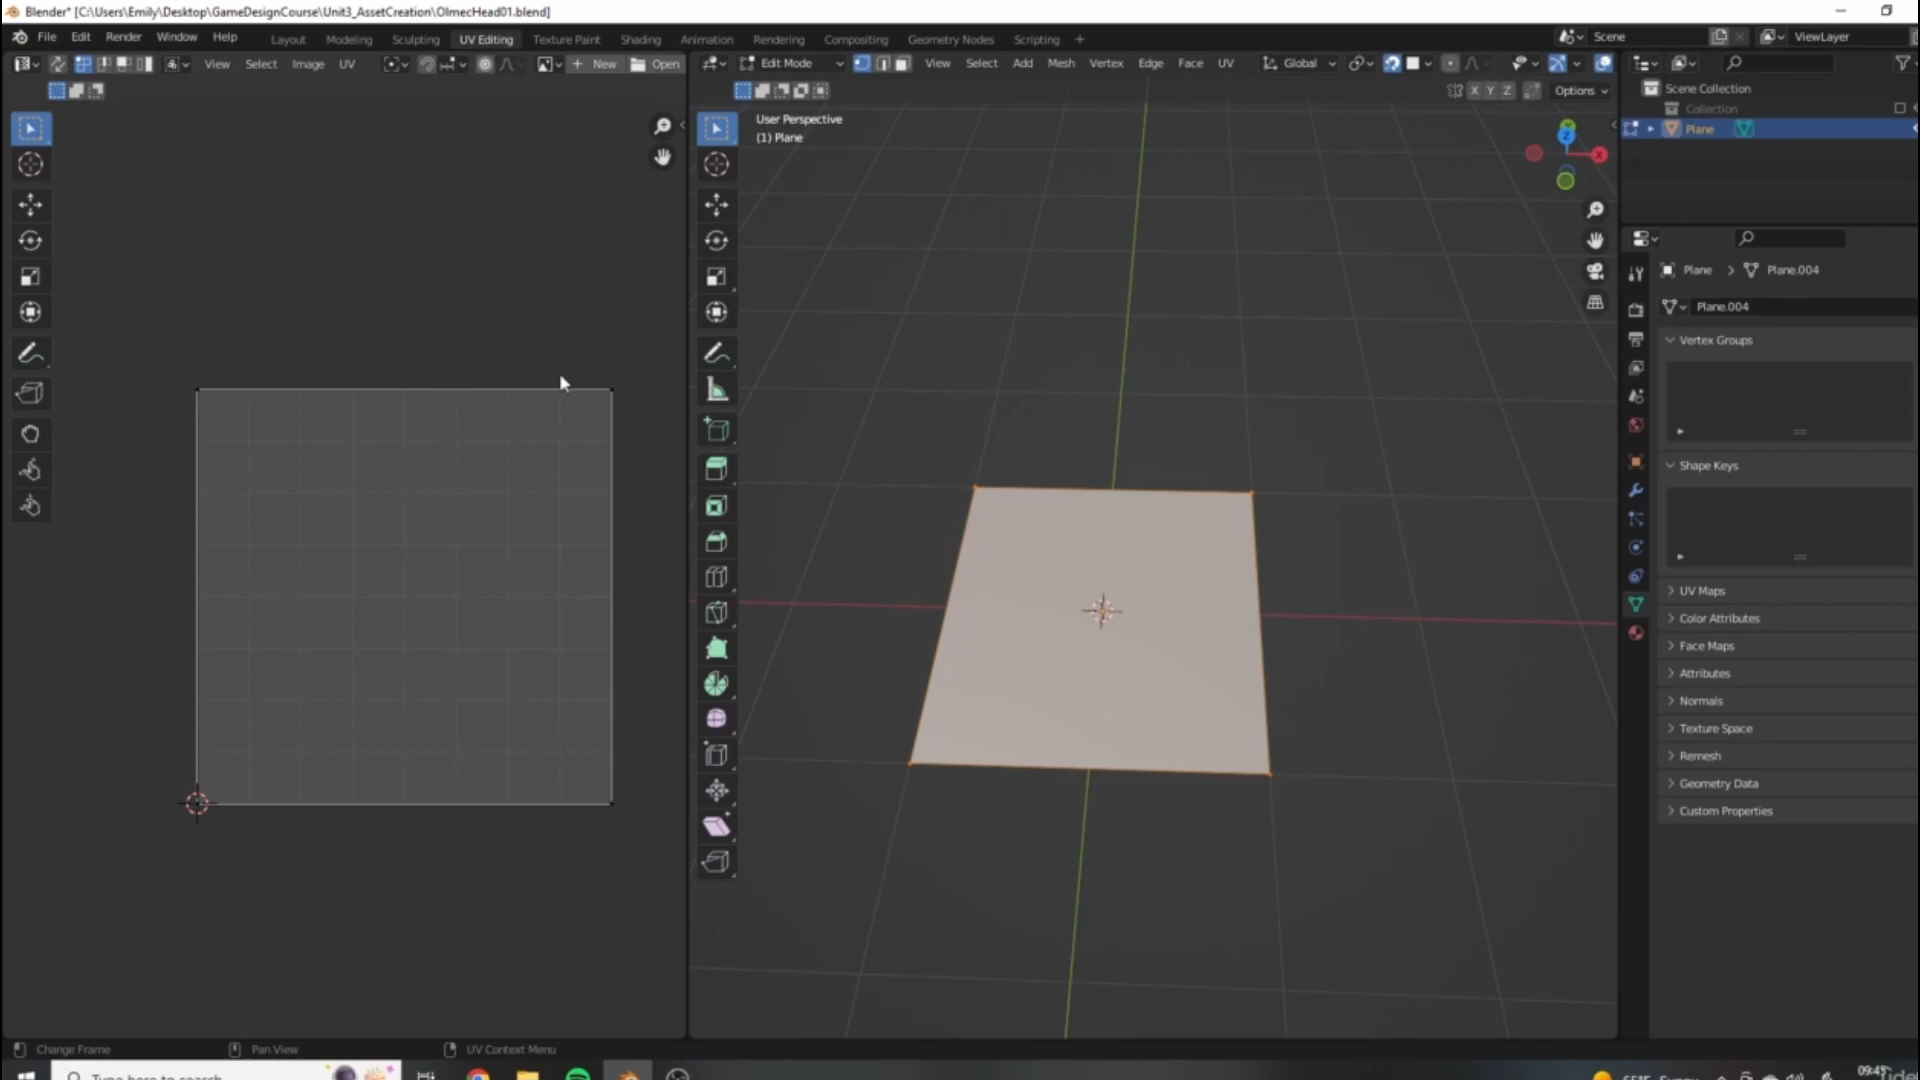 Blender* [C:\Users\Emily\Desktop\GameDesignCourse\Unit3_AssetCreation\OlmecHead01.blend]
File Edit Render Window Help Layout Modeling Sculpting UV Editing Texture Paint Shading Animation Rendering Compositing Geometry Nodes Scripting + Scene ViewLayer
View Select Image UV New Open Edit Mode View Select Add Mesh Vertex Edge Face UV Global
X Y Z Options
Scene Collection
Collection
Plane
User Perspective
(1) Plane
Z
X
Plane > Plane.004
Plane.004
Vertex Groups
Shape Keys
UV Maps
Color Attributes
Face Maps
Attributes
Normals
Texture Space
Remesh
Geometry Data
Custom Properties
Change Frame Pan View UV Context Menu
Type here to search
65°F Sunny
09:45